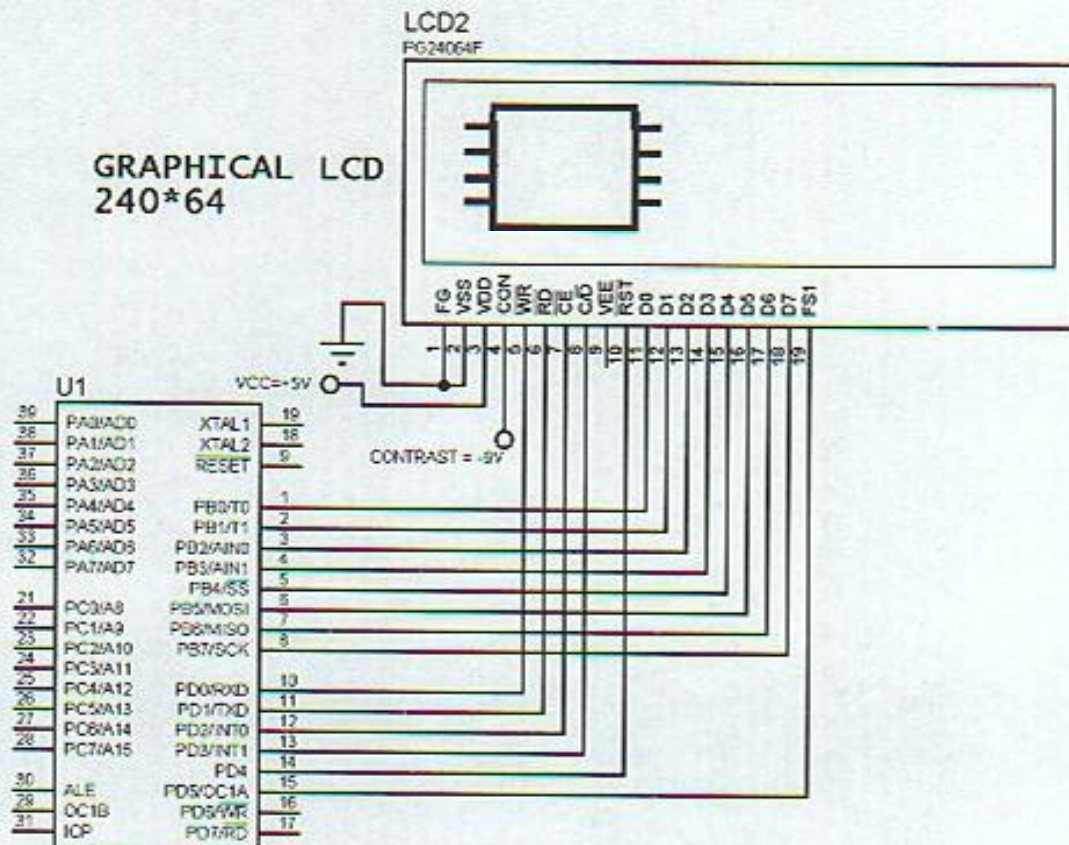 LCD2
PG24064F
GRAPHICAL LCD
240*64
FG VSS VDD CON WR RD CE C/D VEE RST D0 D1 D2 D3 D4 D5 D6 D7 FS1
1 2 3 4 5 6 7 8 9 10 11 12 13 14 15 16 17 18 19
VCC=+5V
CONTRAST = -9V
U1
39 PA0/AD0 XTAL1 19
38 PA1/AD1 XTAL2 18
37 PA2/AD2 RESET 9
36 PA3/AD3
35 PA4/AD4 PB0/T0 1
34 PA5/AD5 PB1/T1 2
33 PA6/AD6 PB2/AIN0 3
32 PA7/AD7 PB3/AIN1 4
PB4/SS 5
21 PC0/A8 PB5/MOSI 6
22 PC1/A9 PB6/MISO 7
23 PC2/A10 PB7/SCK 8
24 PC3/A11
25 PC4/A12 PD0/RXD 10
26 PC5/A13 PD1/TXD 11
27 PC6/A14 PD2/INT0 12
28 PC7/A15 PD3/INT1 13
PD4 14
30 ALE PD5/OC1A 15
29 OC1B PD6/WR 16
31 ICP PD7/RD 17